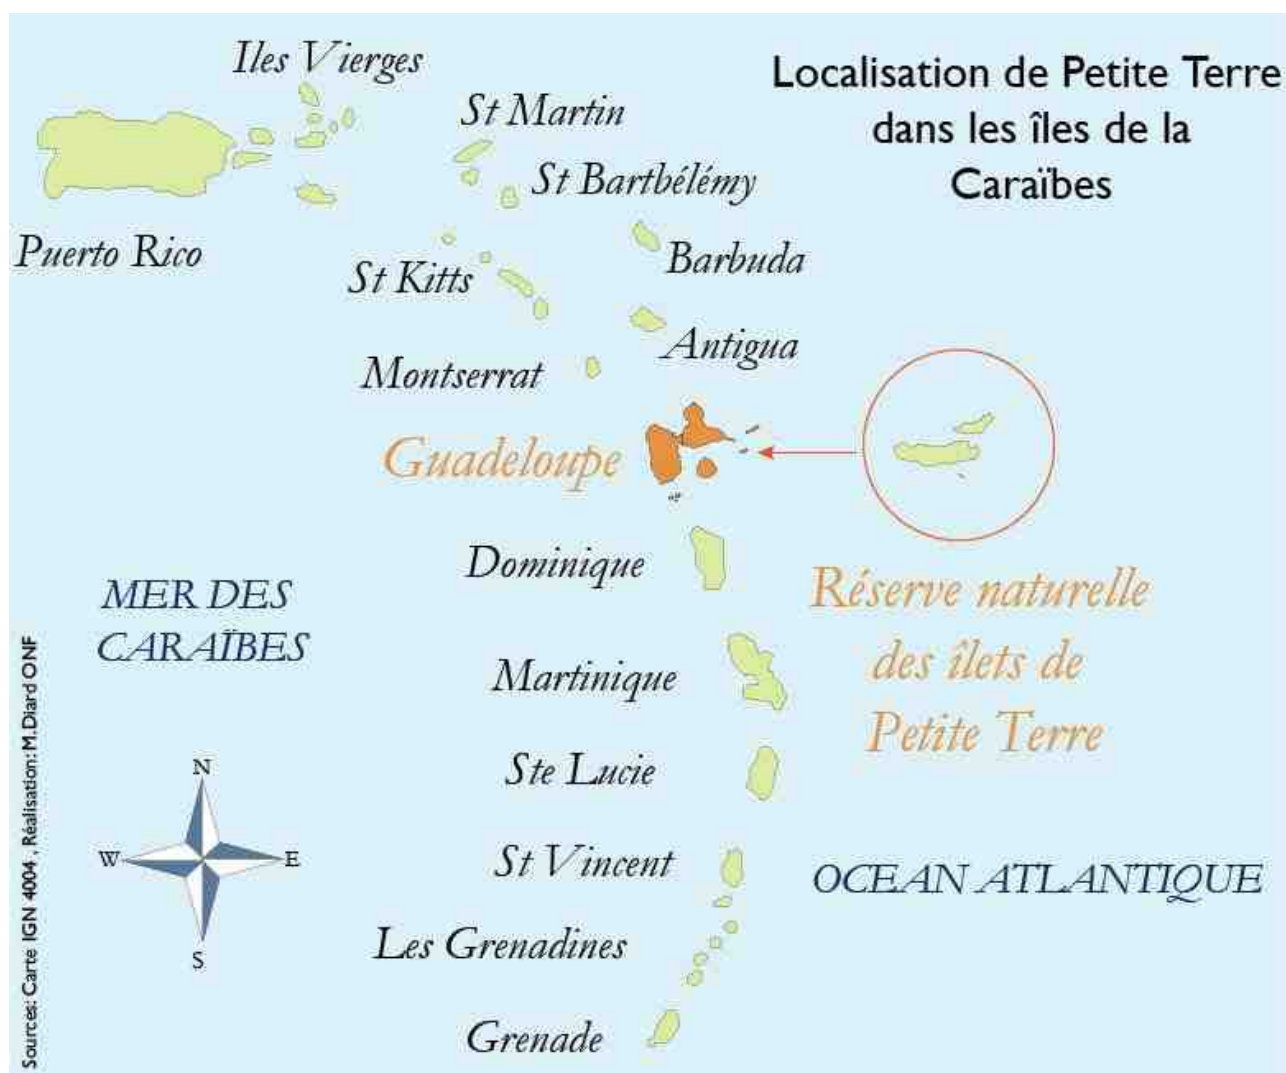 Localisation de Petite Terre
dans les îles de la
Caraïbes
Iles Vierges
St Martin
St Bartbélémy
Puerto Rico
St Kitts
Barbuda
Antigua
Montserrat
Guadeloupe
Dominique
Réserve naturelle
des îlets de
Petite Terre
MER DES
CARAÏBES
Martinique
Ste Lucie
St Vincent
OCEAN ATLANTIQUE
Les Grenadines
Grenade
N
W
E
S
Sources: Carte IGN 4004 , Réalisation: M.Diard ONF